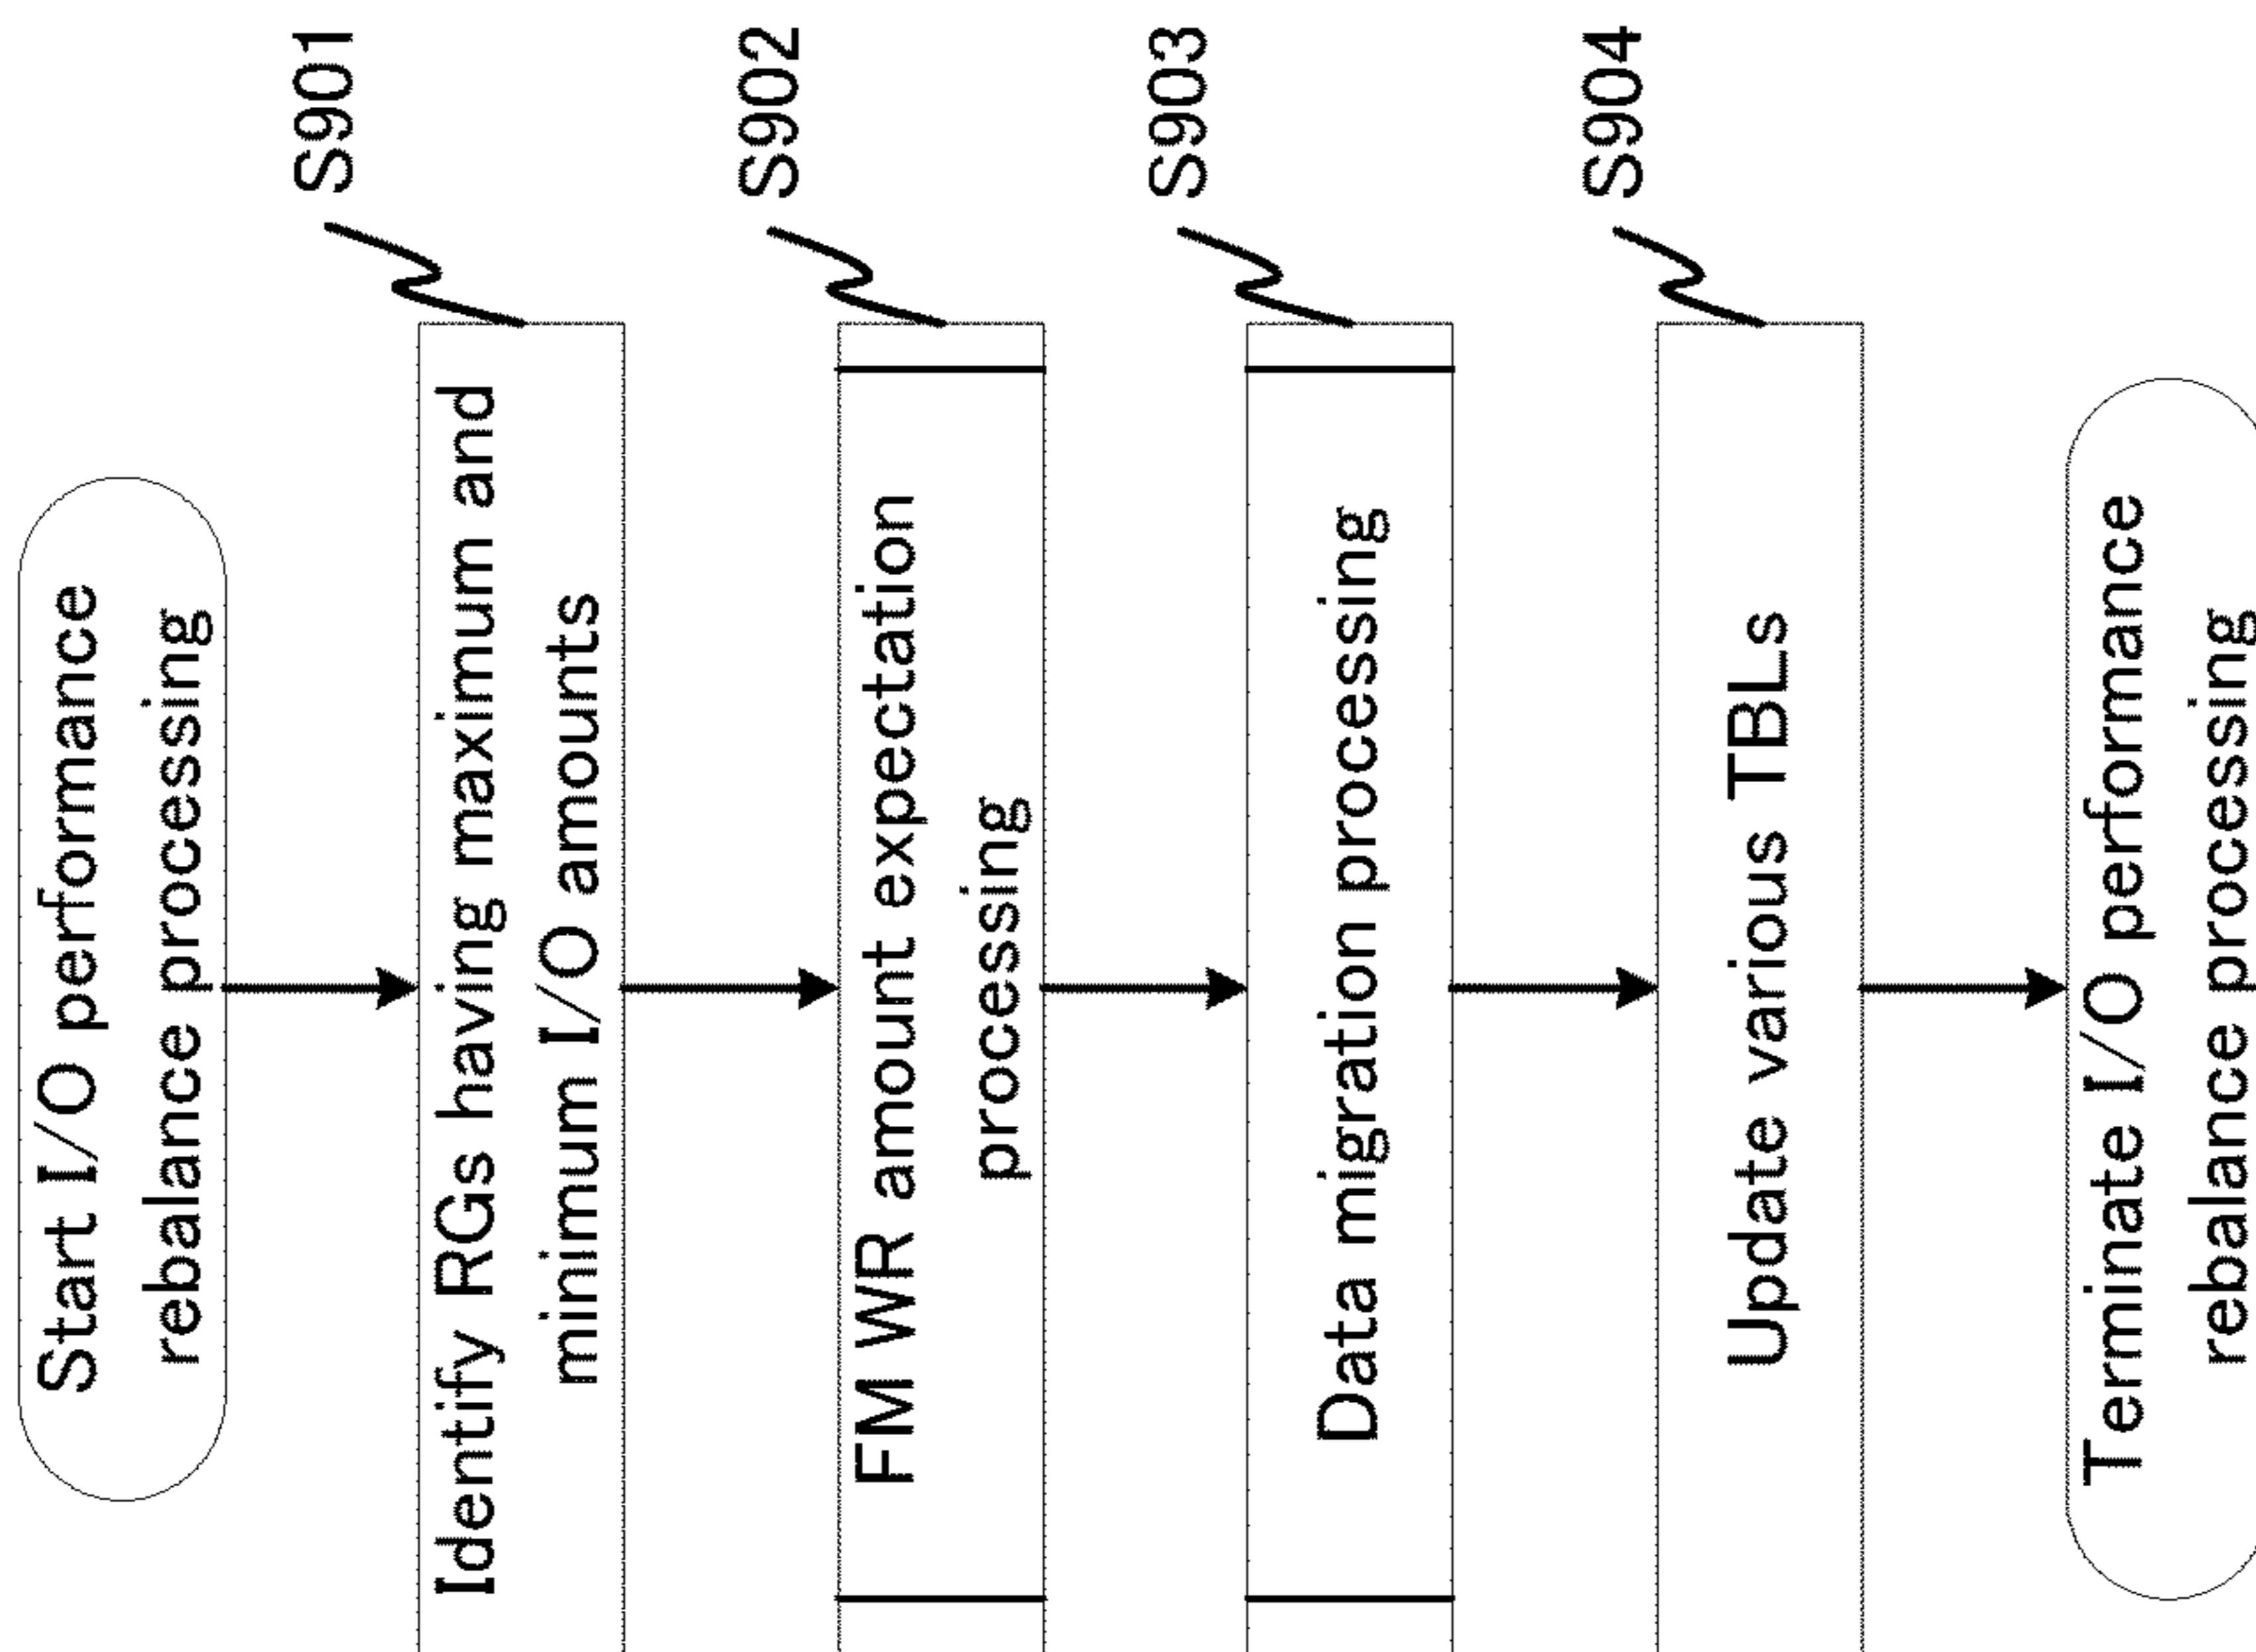 Start I/O performance
rebalance processing
S901
Identify RGs having maximum and
minimum I/O amounts
S902
FM WR amount expectation
processing
S903
Data migration processing
S904
Update various TBLs
Terminate I/O performance
rebalance processing